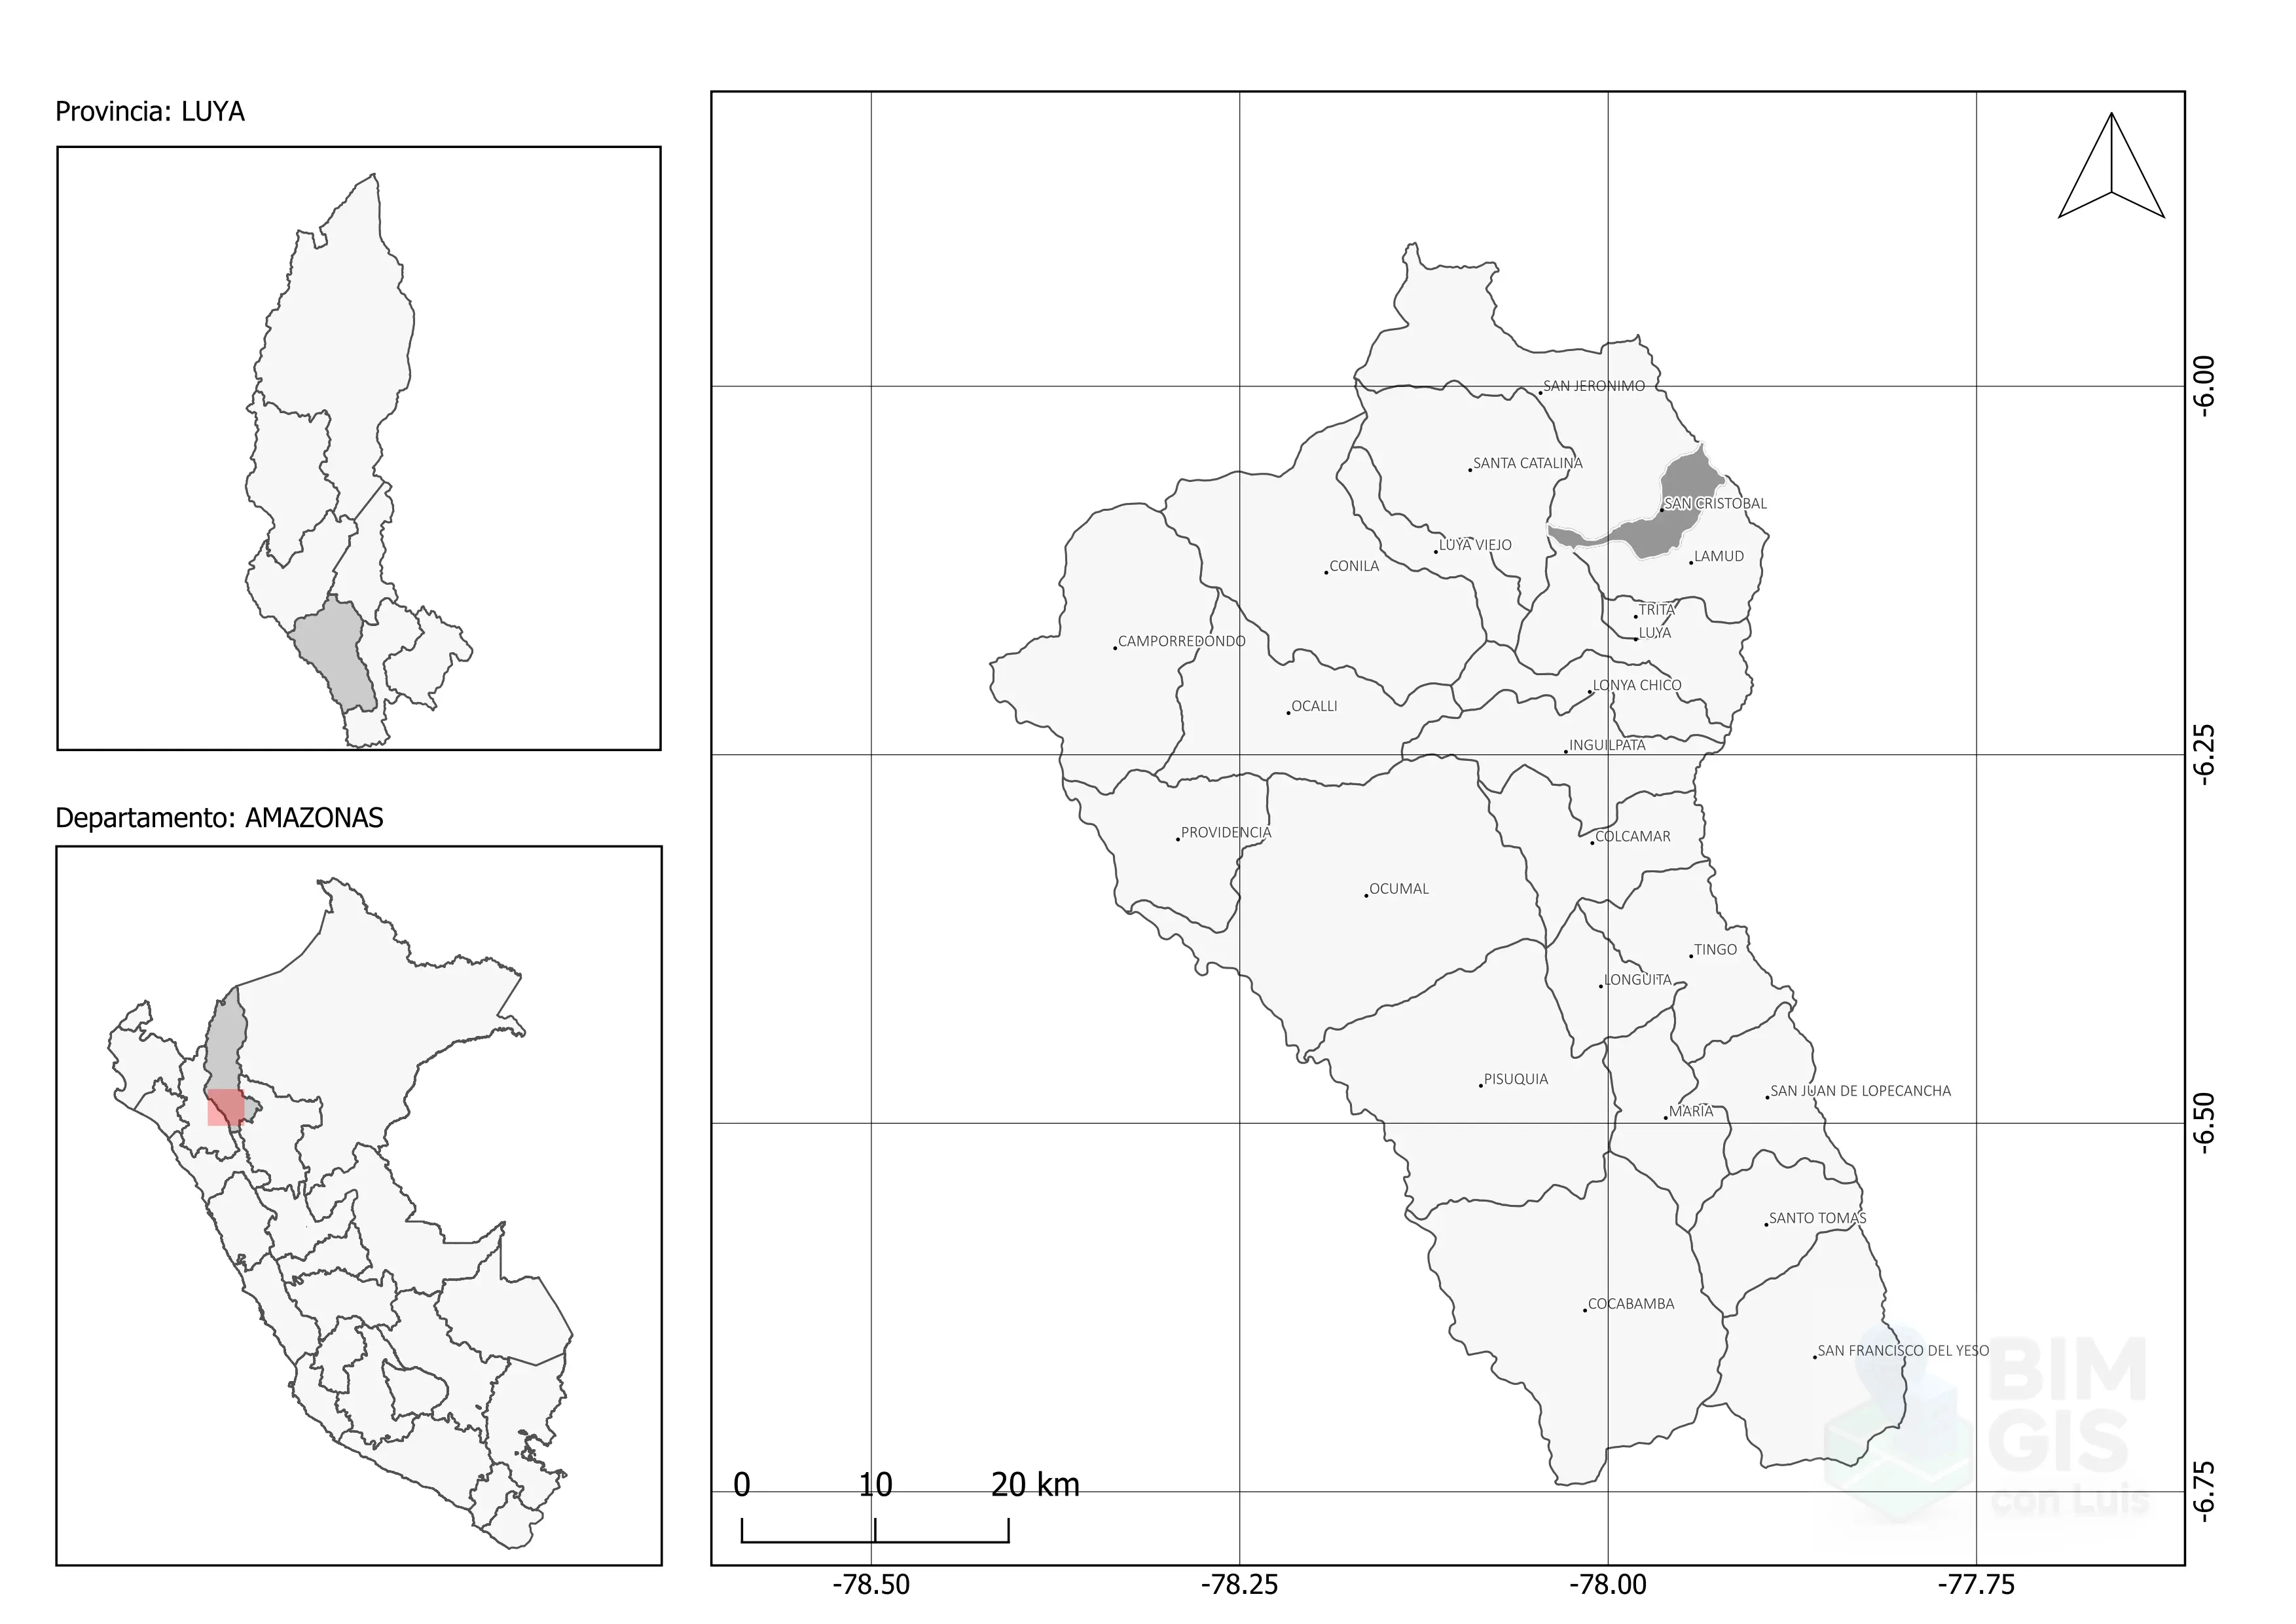 Provincia: LUYA
Departamento: AMAZONAS
SAN JERONIMO
SANTA CATALINA
SAN CRISTOBAL
LUYA VIEJO
LAMUD
CONILA
TRITA
LUYA
CAMPORREDONDO
LONYA CHICO
OCALLI
INGUILPATA
PROVIDENCIA
COLCAMAR
OCUMAL
TINGO
LONGUITA
PISUQUIA
SAN JUAN DE LOPECANCHA
MARIA
SANTO TOMAS
COCABAMBA
SAN FRANCISCO DEL YESO
BIM
GIS
con Luis
0 10 20 km
-78.50 -78.25 -78.00 -77.75
-6.00
-6.25
-6.50
-6.75